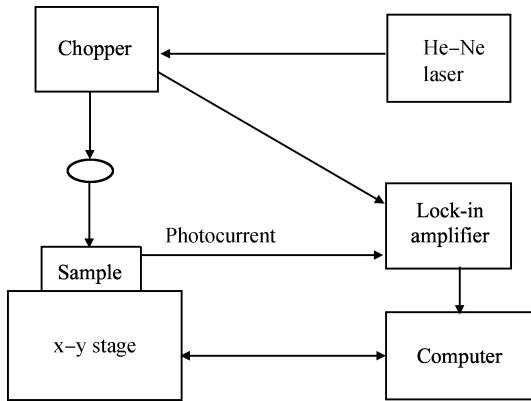 Chopper
He–Ne
laser
Photocurrent
Lock-in
amplifier
Sample
x–y stage
Computer